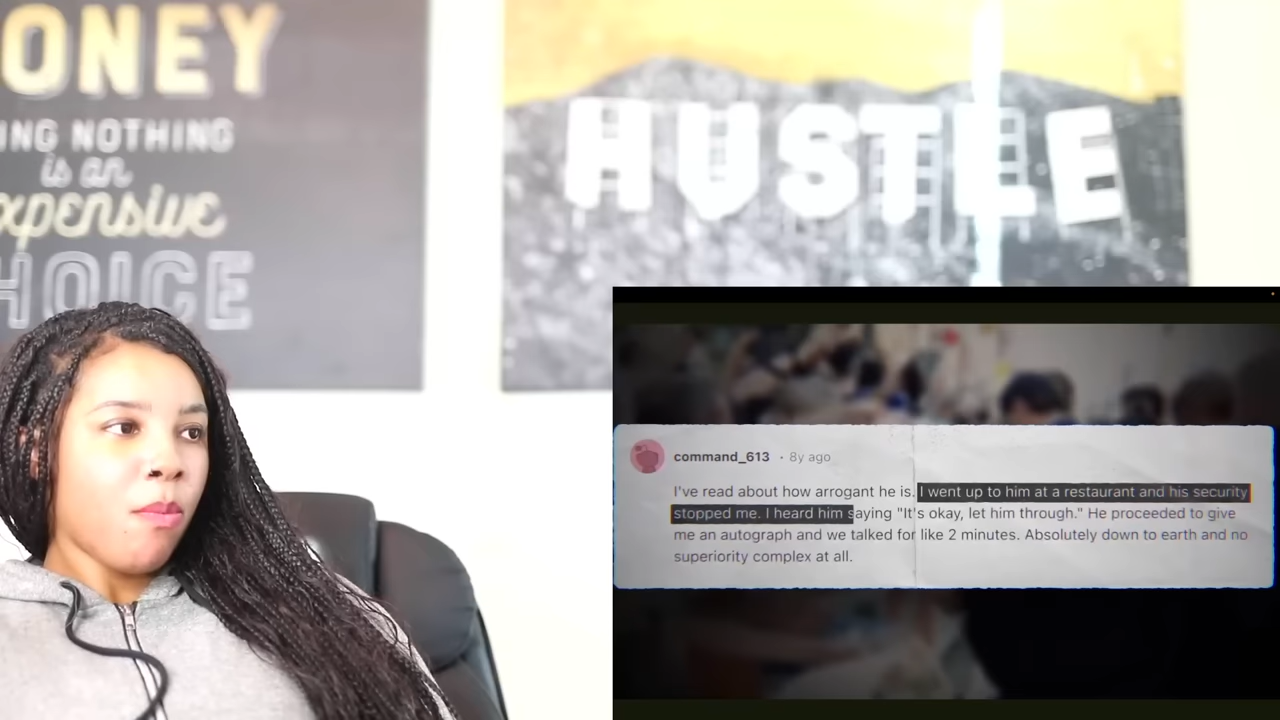 ONEY
ING NOTHING
is an
xpensive
HOICE
HUSTLE
command_613 · 8y ago
I've read about how arrogant he is. I went up to him at a restaurant and his security
stopped me. I heard him saying "It's okay, let him through." He proceeded to give
me an autograph and we talked for like 2 minutes. Absolutely down to earth and no
superiority complex at all.